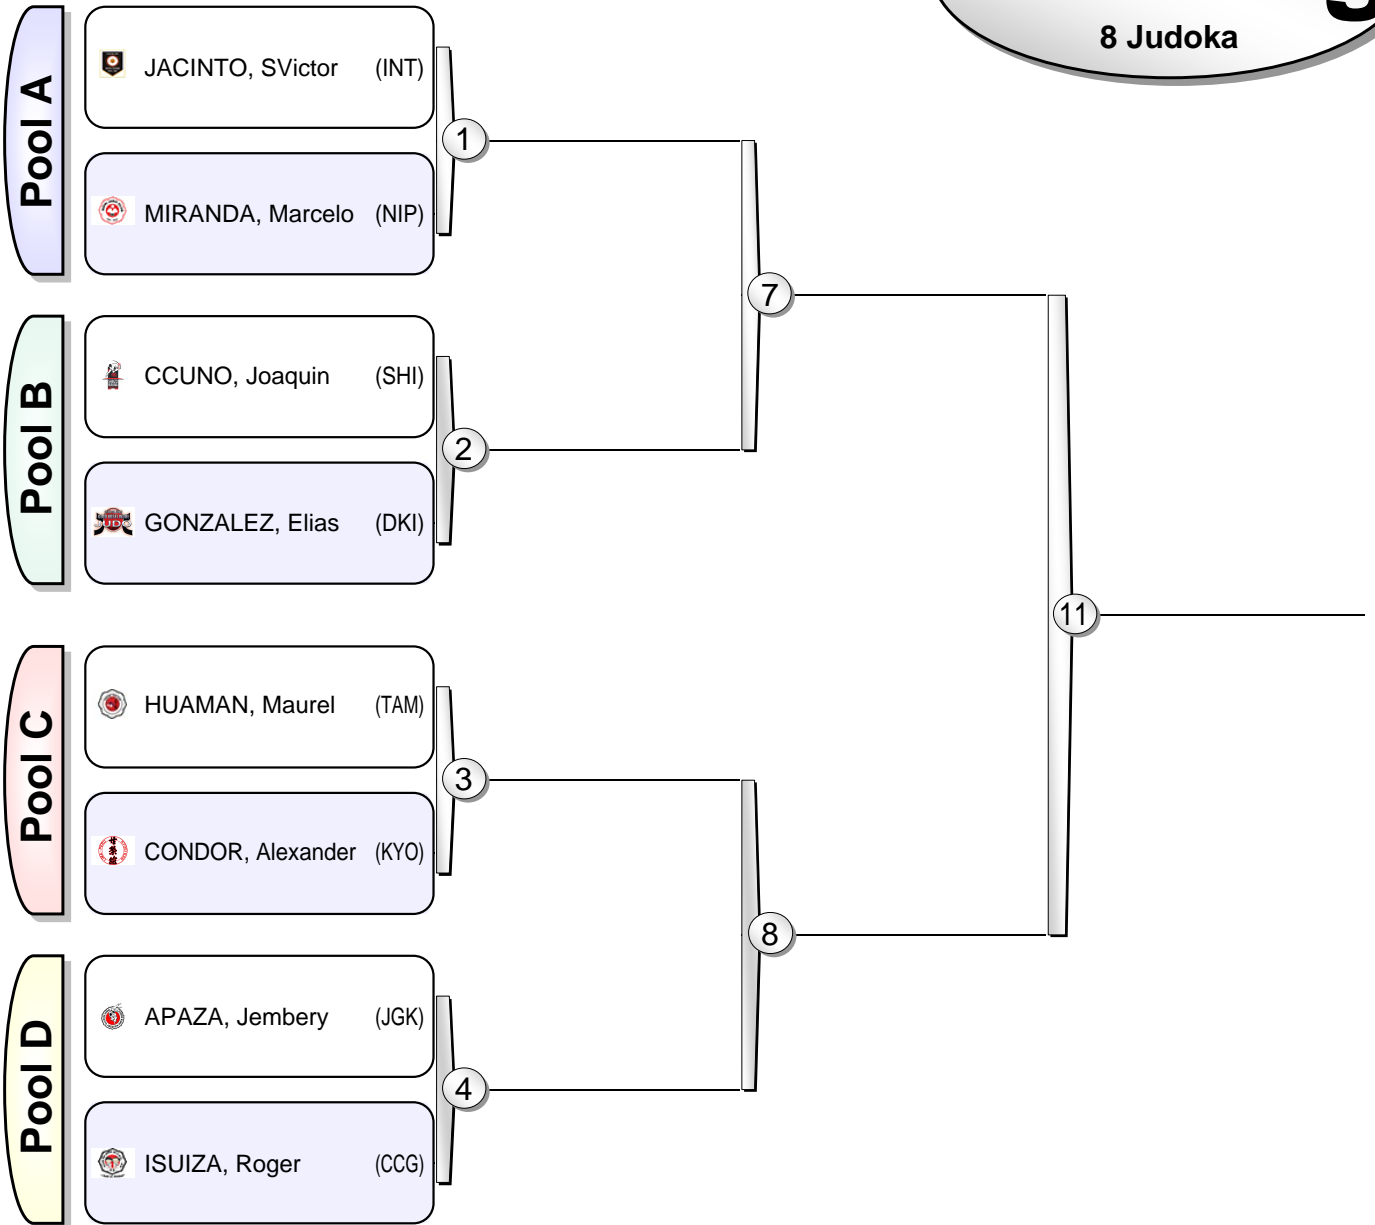 8 Judoka
Pool A
JACINTO, SVictor (INT)
1
MIRANDA, Marcelo (NIP)
7
Pool B
CCUNO, Joaquin (SHI)
2
GONZALEZ, Elias (DKI)
11
Pool C
HUAMAN, Maurel (TAM)
3
CONDOR, Alexander (KYO)
8
Pool D
APAZA, Jembery (JGK)
4
ISUIZA, Roger (CCG)